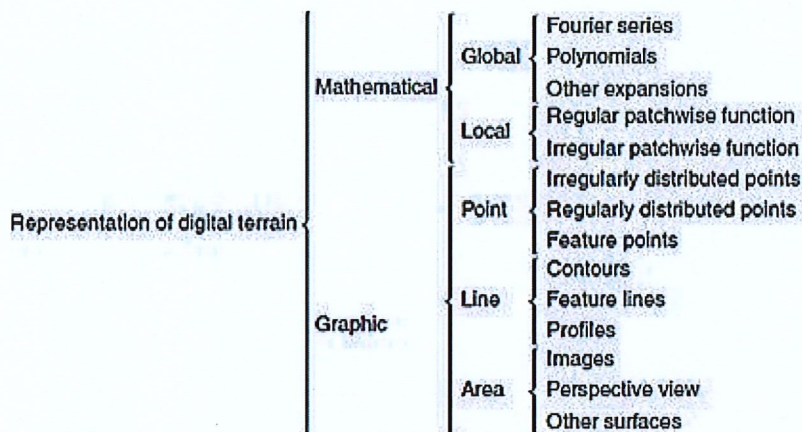 Representation of digital terrain
Mathematical
Global
Fourier series
Polynomials
Other expansions
Local
Regular patchwise function
Irregular patchwise function
Graphic
Point
Irregularly distributed points
Regularly distributed points
Feature points
Line
Contours
Feature lines
Profiles
Area
Images
Perspective view
Other surfaces